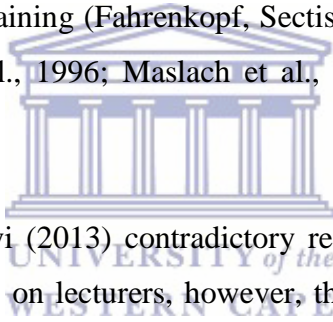 aining (Fahrenkopf, Sectis
l., 1996; Maslach et al.,
vi (2013) contradictory re
UNIVERSITY of the
on lecturers, however, th
WESTERN CAPE